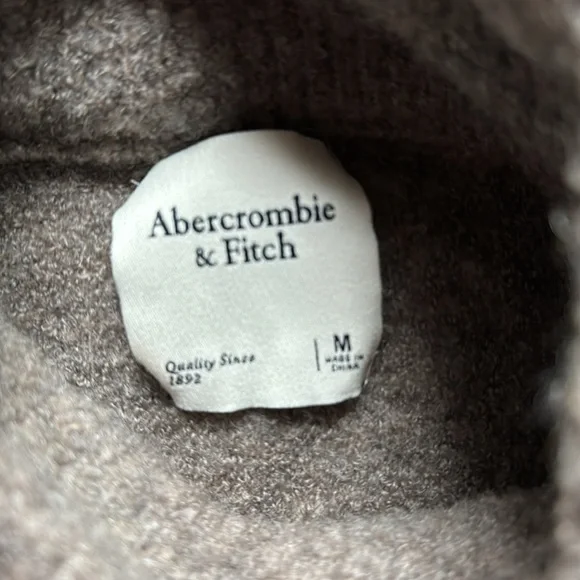 Abercrombie
& Fitch
Quality Since
1892
M
MADE IN
CHINA